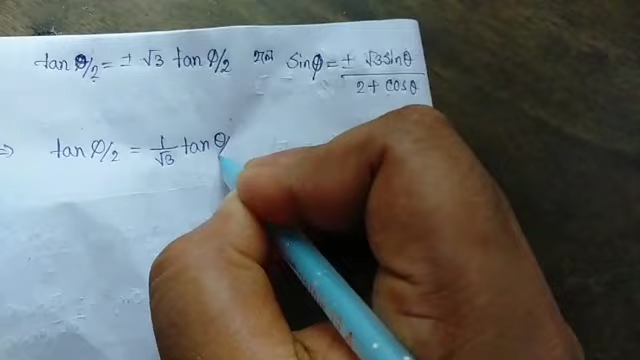 tan θ/2 = ± √3 tan φ/2 হলে sinφ = ± √3 sinθ / 2 + cosθ
⇒ tan φ/2 = 1/√3 tan θ/